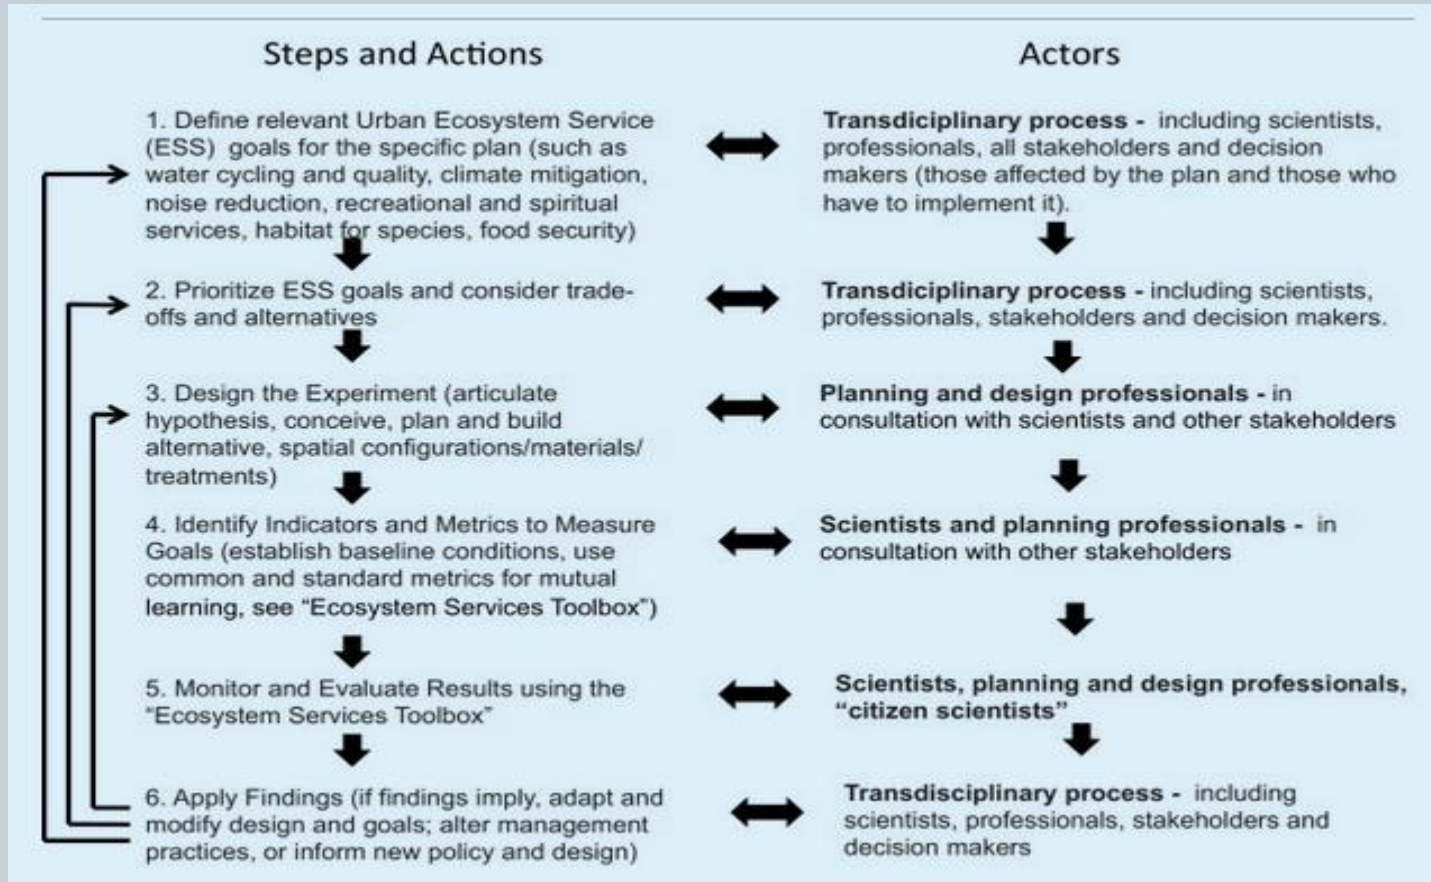 Steps and Actions
Actors
1. Define relevant Urban Ecosystem Service
(ESS) goals for the specific plan (such as
water cycling and quality, climate mitigation,
noise reduction, recreational and spiritual
services, habitat for species, food security)
Transdiciplinary process - including scientists,
professionals, all stakeholders and decision
makers (those affected by the plan and those who
have to implement it).
2. Prioritize ESS goals and consider trade-
offs and alternatives
Transdiciplinary process - including scientists,
professionals, stakeholders and decision makers.
3. Design the Experiment (articulate
hypothesis, conceive, plan and build
alternative, spatial configurations/materials/
treatments)
Planning and design professionals - in
consultation with scientists and other stakeholders
4. Identify Indicators and Metrics to Measure
Goals (establish baseline conditions, use
common and standard metrics for mutual
learning, see “Ecosystem Services Toolbox”)
Scientists and planning professionals - in
consultation with other stakeholders
5. Monitor and Evaluate Results using the
“Ecosystem Services Toolbox”
Scientists, planning and design professionals,
“citizen scientists”
6. Apply Findings (if findings imply, adapt and
modify design and goals; alter management
practices, or inform new policy and design)
Transdisciplinary process - including
scientists, professionals, stakeholders and
decision makers